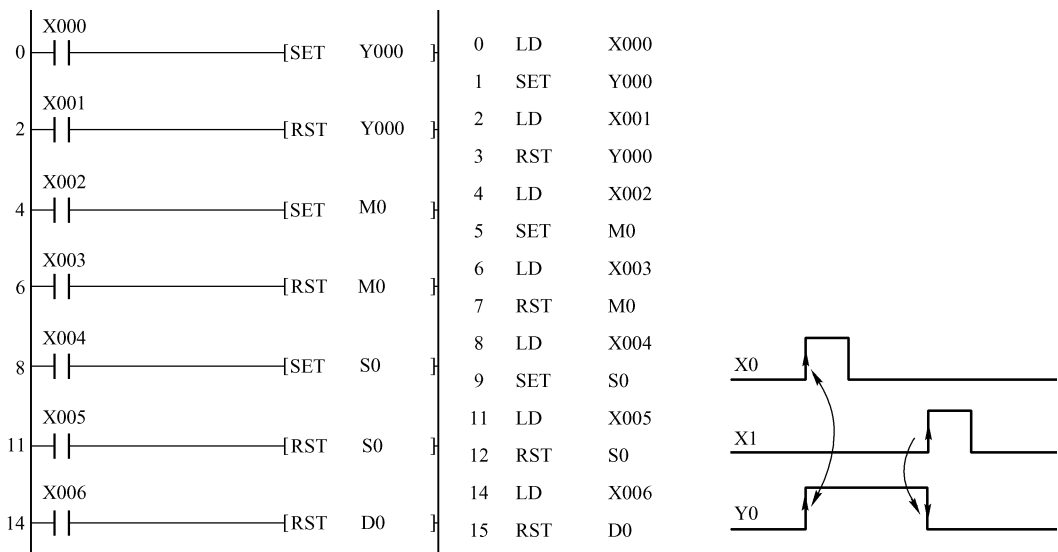 X000
0 [SET Y000 ]
X001
2 [RST Y000 ]
X002
4 [SET M0 ]
X003
6 [RST M0 ]
X004
8 [SET S0 ]
X005
11 [RST S0 ]
X006
14 [RST D0 ]
0 LD X000
1 SET Y000
2 LD X001
3 RST Y000
4 LD X002
5 SET M0
6 LD X003
7 RST M0
8 LD X004
9 SET S0
11 LD X005
12 RST S0
14 LD X006
15 RST D0
X0
X1
Y0